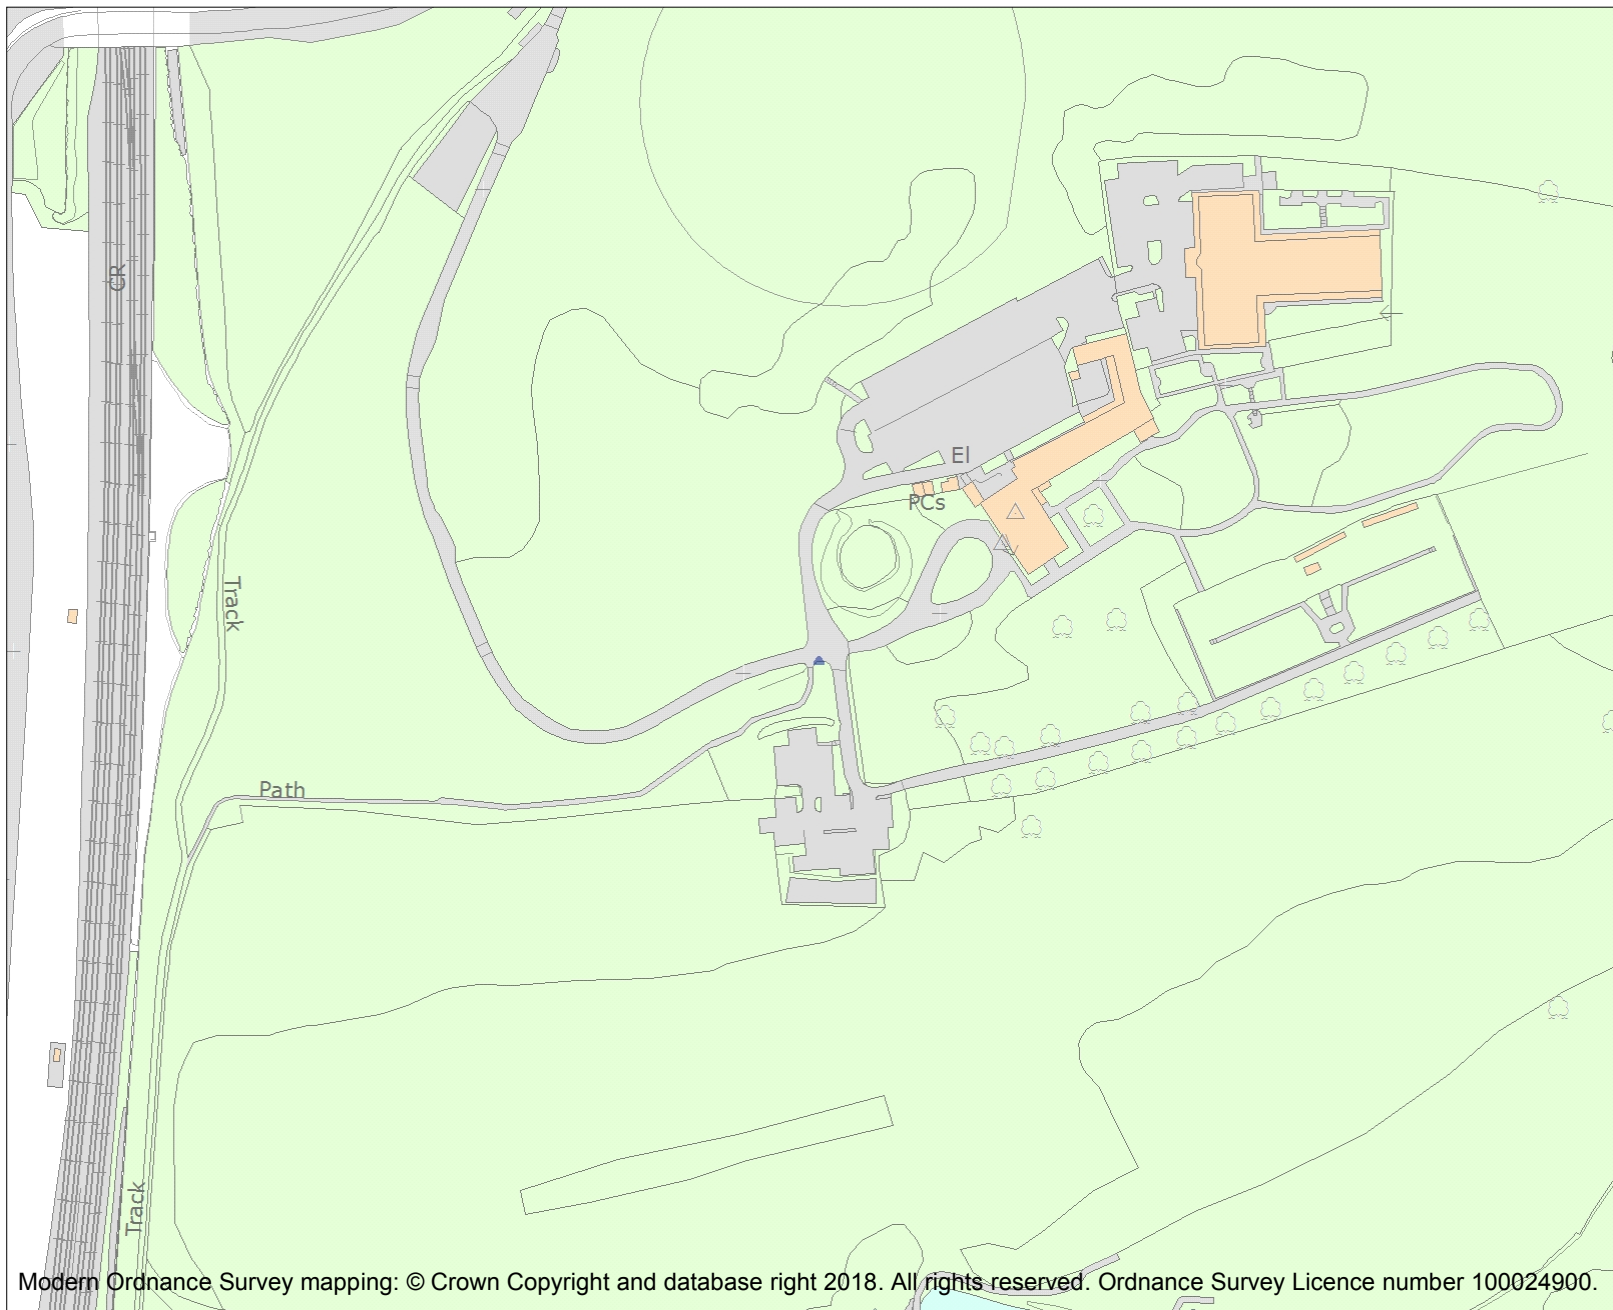 CR
El
PCs
Track
Path
Track
Modern Ordnance Survey mapping: © Crown Copyright and database right 2018. All rights reserved. Ordnance Survey Licence number 100024900.